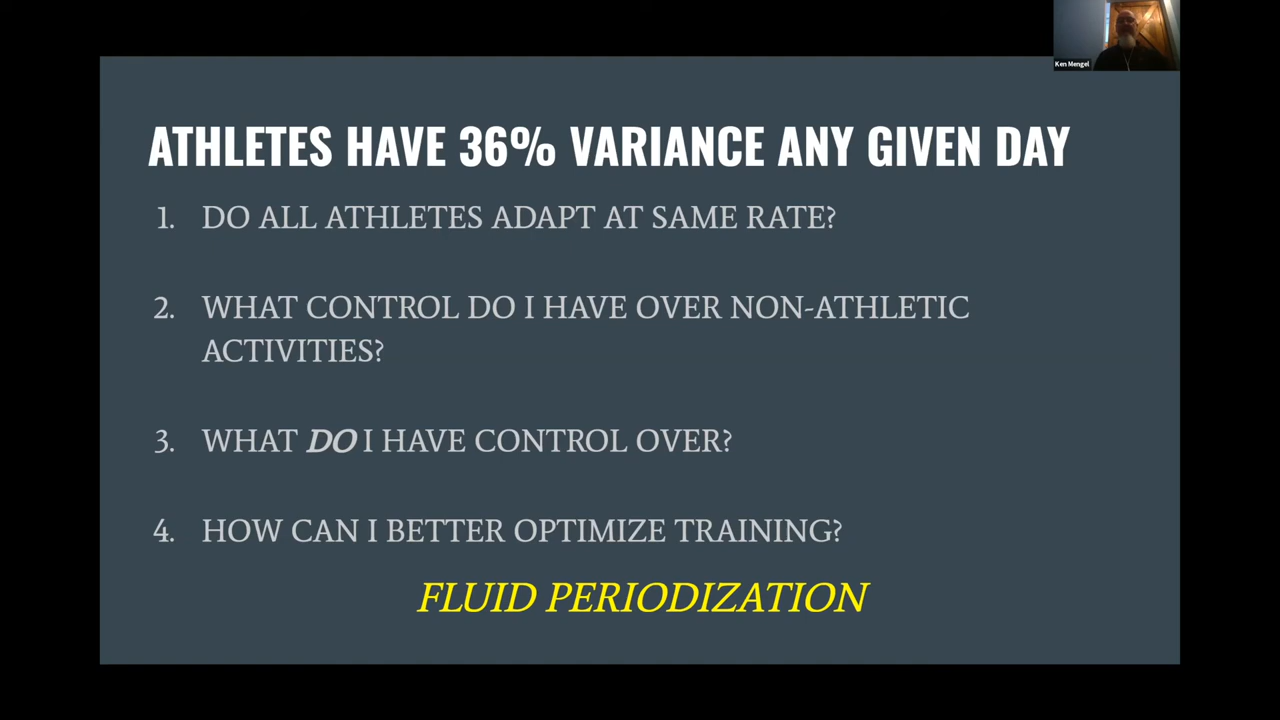 Ken Mengel
ATHLETES HAVE 36% VARIANCE ANY GIVEN DAY
1. DO ALL ATHLETES ADAPT AT SAME RATE?
2. WHAT CONTROL DO I HAVE OVER NON-ATHLETIC
ACTIVITIES?
3. WHAT DO I HAVE CONTROL OVER?
4. HOW CAN I BETTER OPTIMIZE TRAINING?
FLUID PERIODIZATION